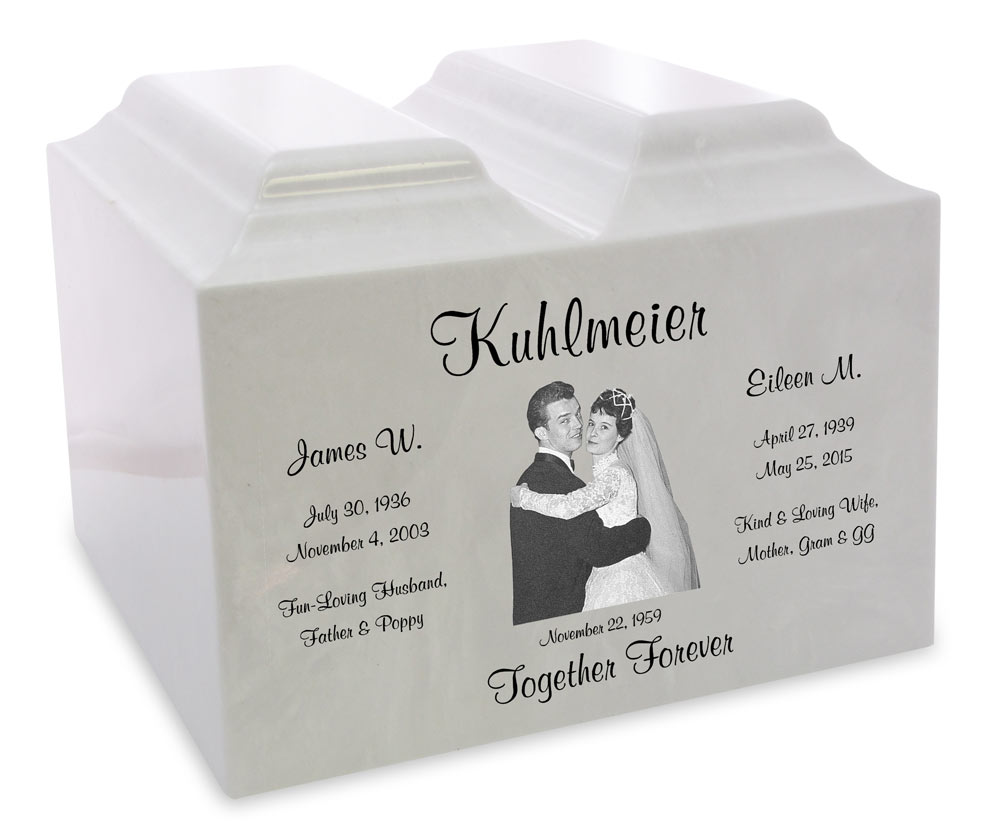 Kuhlmeier
James W.
July 30, 1936
November 4, 2003
Fun-Loving Husband,
Father & Poppy
Eileen M.
April 27, 1939
May 25, 2015
Kind & Loving Wife,
Mother, Gram & GG
November 22, 1959
Together Forever